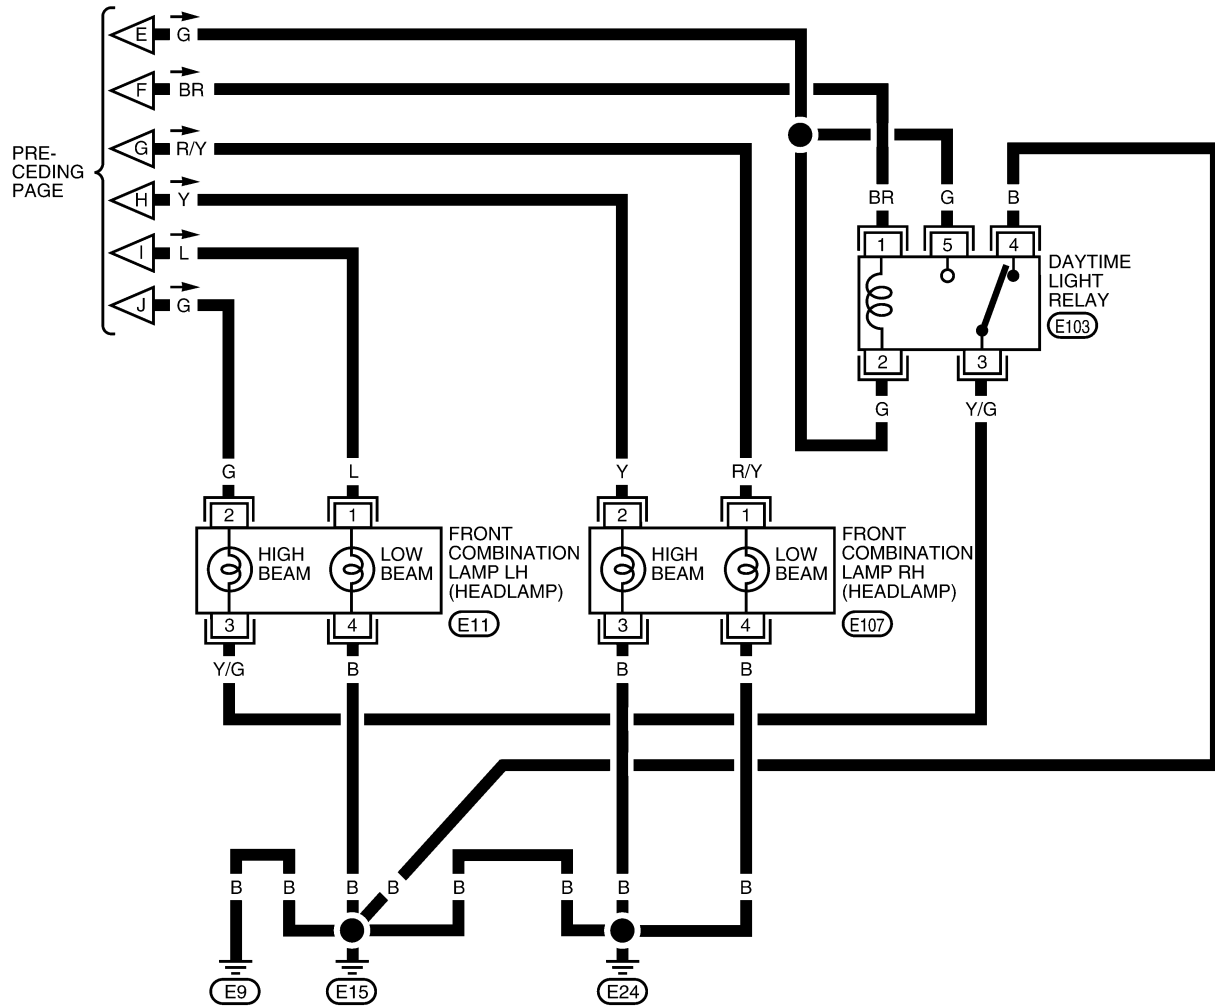 E G
F BR
G R/Y
H Y
I L
J G
PRE-
CEDING
PAGE
BR G B
1 5 4
DAYTIME
LIGHT
RELAY
E103
2 3
G Y/G
G L Y R/Y
2 1 2 1
HIGH
BEAM
LOW
BEAM
FRONT
COMBINATION
LAMP LH
(HEADLAMP)
E11
HIGH
BEAM
LOW
BEAM
FRONT
COMBINATION
LAMP RH
(HEADLAMP)
E107
3 4 3 4
Y/G B B B
B B B B B B B B
E9 E15 E24